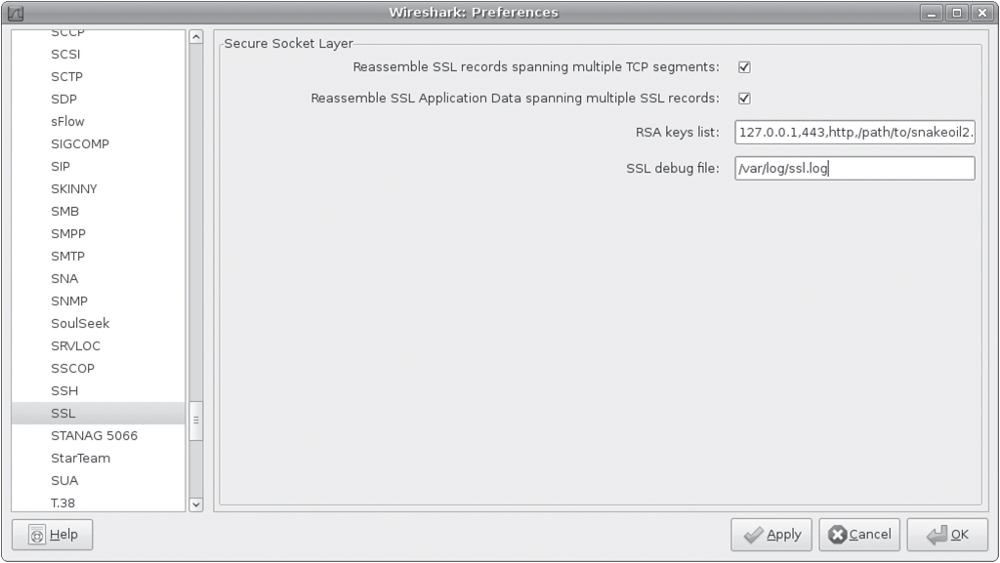 Wireshark: Preferences
SCCP
SCSI
SCTP
SDP
sFlow
SIGCOMP
SIP
SKINNY
SMB
SMPP
SMTP
SNA
SNMP
SoulSeek
SRVLOC
SSCOP
SSH
SSL
STANAG 5066
StarTeam
SUA
T.38
Secure Socket Layer
Reassemble SSL records spanning multiple TCP segments:
Reassemble SSL Application Data spanning multiple SSL records:
RSA keys list: 127.0.0.1,443,http,/path/to/snakeoil2.
SSL debug file: /var/log/ssl.log
Help
Apply
Cancel
OK